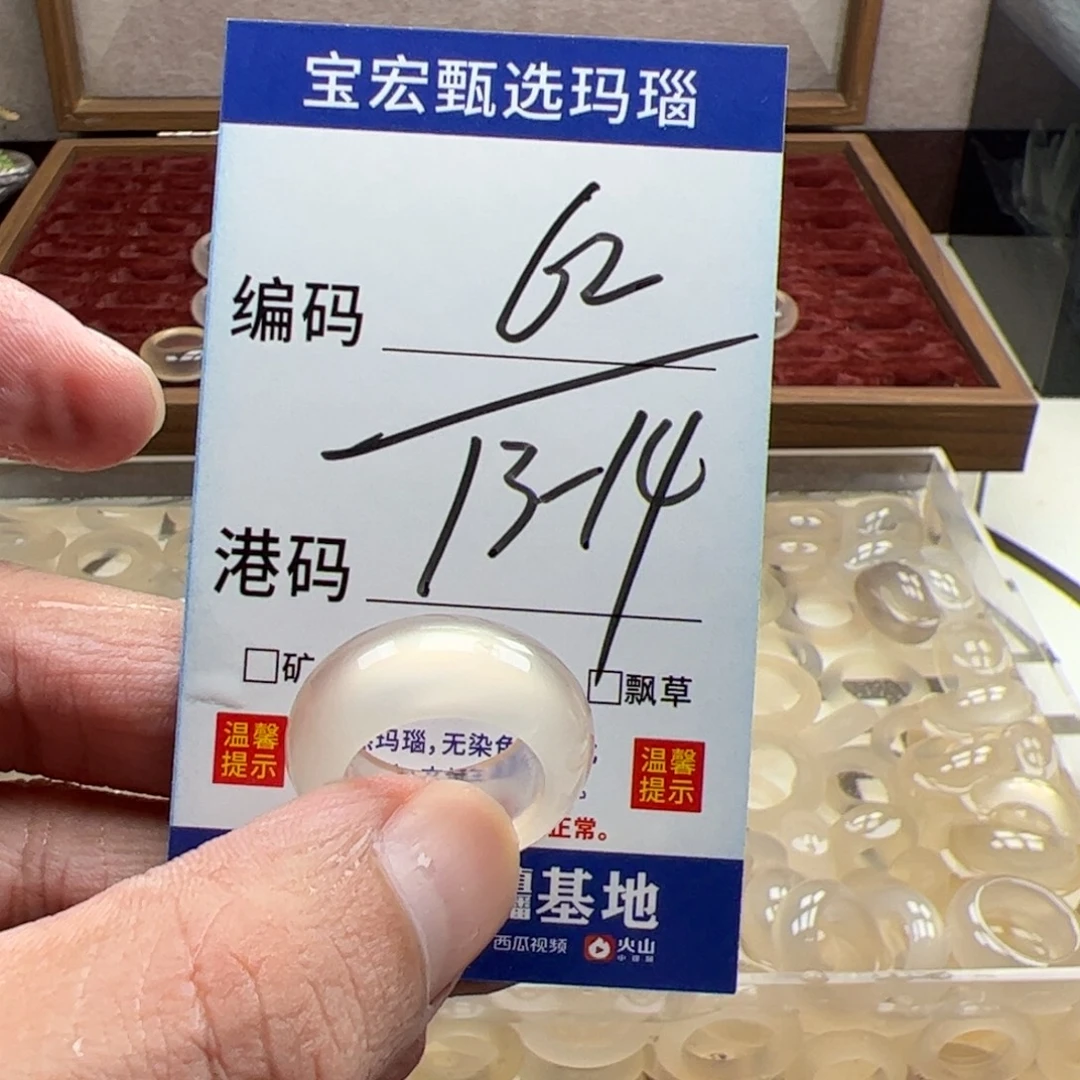 宝宏甄选玛瑙
编码 62
港码 13-14
□矿 □飘草
温馨提示 玛瑙,无染色 温馨提示
正常。
基地
西瓜视频 火山